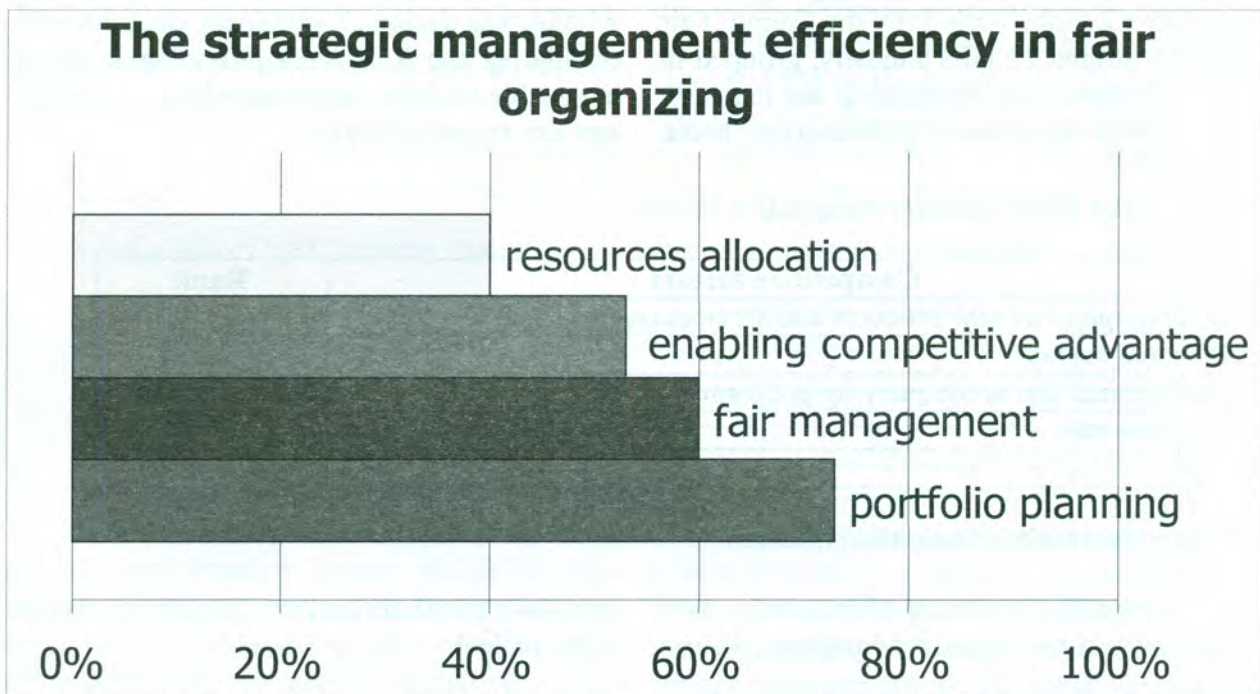 The strategic management efficiency in fair
organizing
resources allocation
enabling competitive advantage
fair management
portfolio planning
0% 20% 40% 60% 80% 100%